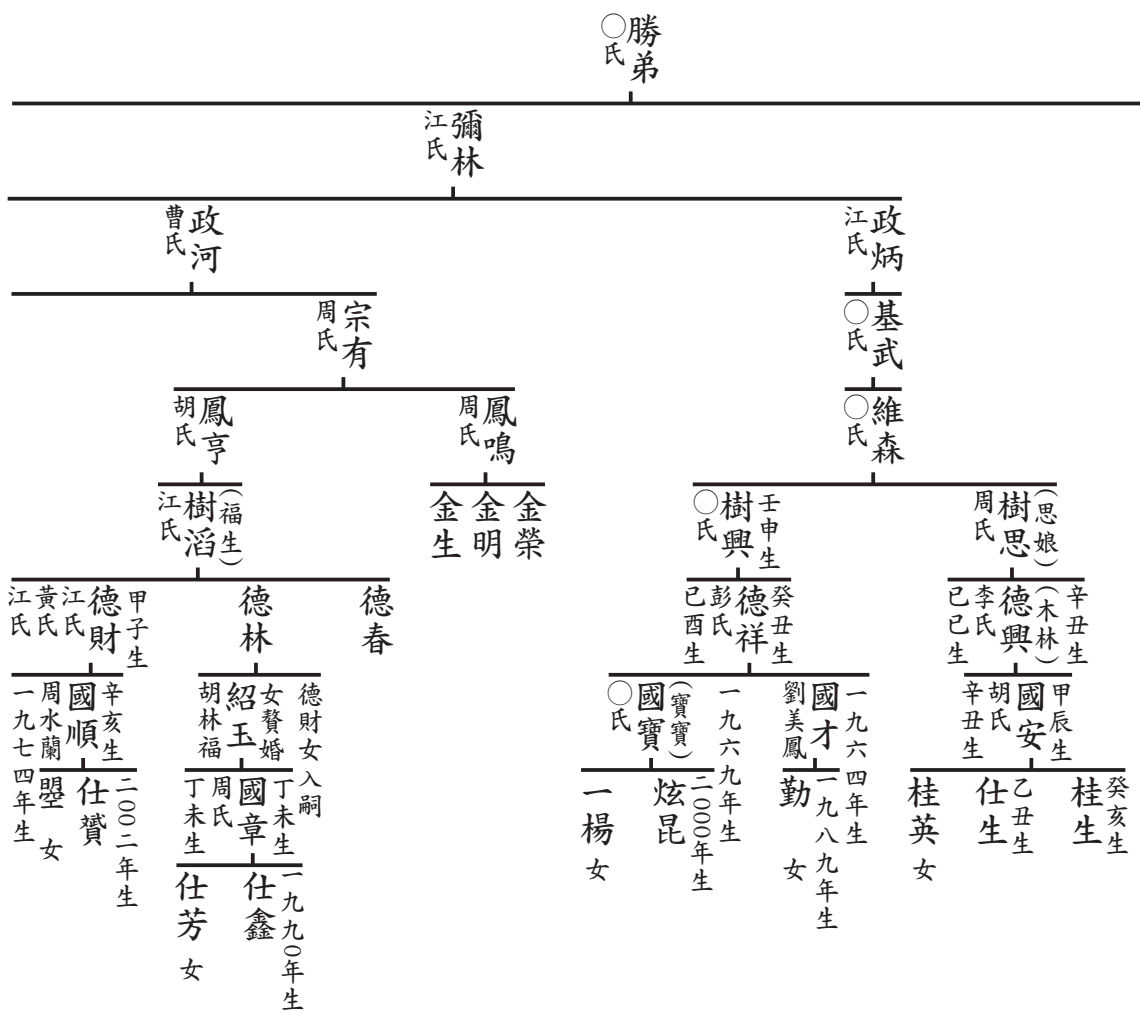 勝弟
○氏
彌林
江氏
政炳
江氏
政河
曹氏
基武
○氏
宗有
周氏
維森
○氏
鳳鳴
周氏
鳳亨
胡氏
(思娘)
樹思
周氏
壬申生
樹興
○氏
金榮
金明
金生
(福生)
樹滔
江氏
辛丑生
(木林)
德興
李氏
己巳生
癸丑生
德祥
彭氏
己酉生
德春
德林
甲子生
德財
江氏
黃氏
江氏
甲辰生
國安
胡氏
辛丑生
一九六四年生
國才
劉美鳳
一九六九年生
(寶寶)
國寶
○氏
德財女入嗣
女贅婚
紹玉
胡林福
辛亥生
國順
周水蘭
一九七四年生
癸亥生
桂生
乙丑生
仕生
桂英 女
一九八九年生
勤 女
二000年生
炫昆
一楊 女
丁未生
國章
周氏
丁未生
二00二年生
仕贇
曌 女
一九九0年生
仕鑫
仕芳 女